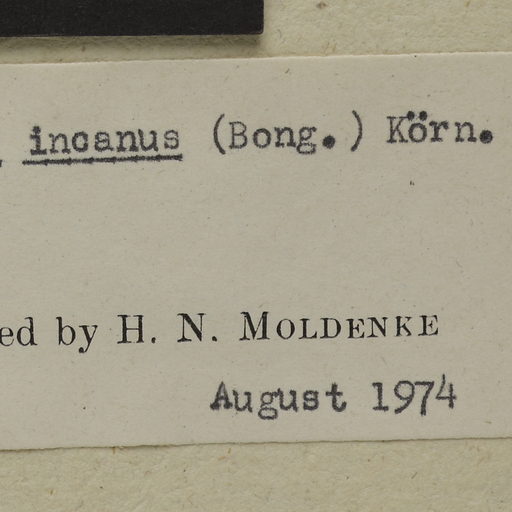 incanus (Bong.) Körn.
ed by H. N. MOLDENKE
August 1974